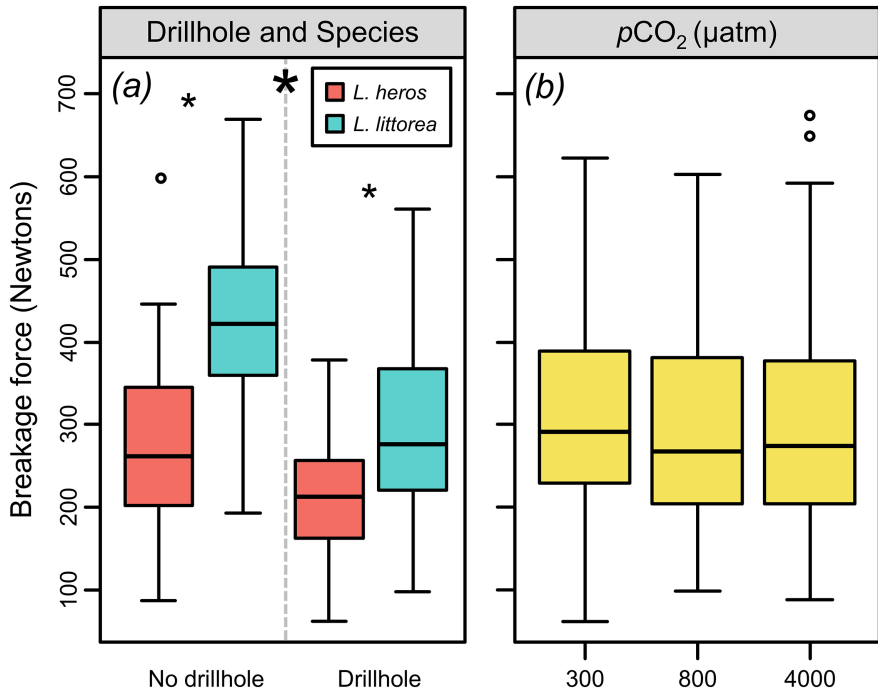 Drillhole and Species
pCO2 (µatm)
(a)
*
*
*
L. heros
L. littorea
(b)
Breakage force (Newtons)
700
600
500
400
300
200
100
No drillhole
Drillhole
300
800
4000